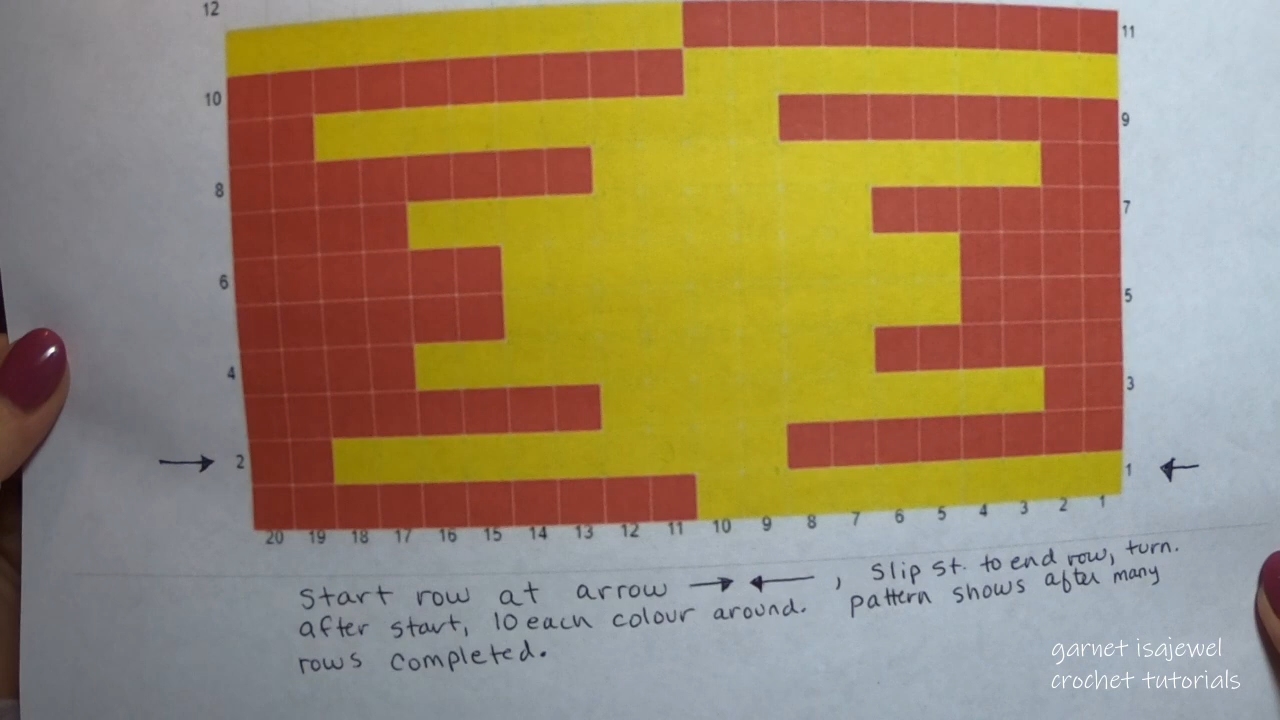 12
11
10
9
8
7
6
5
4
3
2
1
20 19 18 17 16 15 14 13 12 11 10 9 8 7 6 5 4 3 2 1
Start row at arrow → ←, slip st. to end row, turn.
after start, 10 each colour around. pattern shows after many
rows completed.
garnet isajewel
crochet tutorials